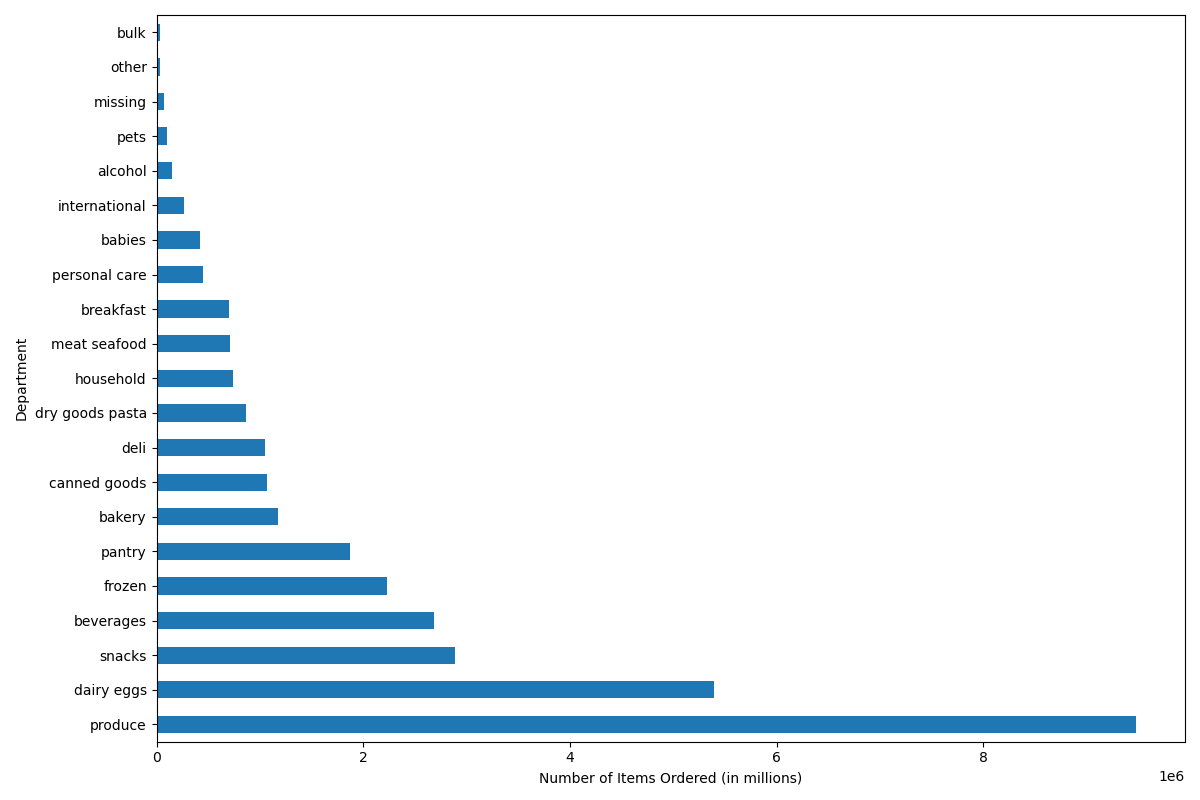 bulk
other
missing
pets
alcohol
international
babies
personal care
breakfast
meat seafood
household
dry goods pasta
deli
canned goods
bakery
pantry
frozen
beverages
snacks
dairy eggs
produce
Department
0 2 4 6 8
1e6
Number of Items Ordered (in millions)